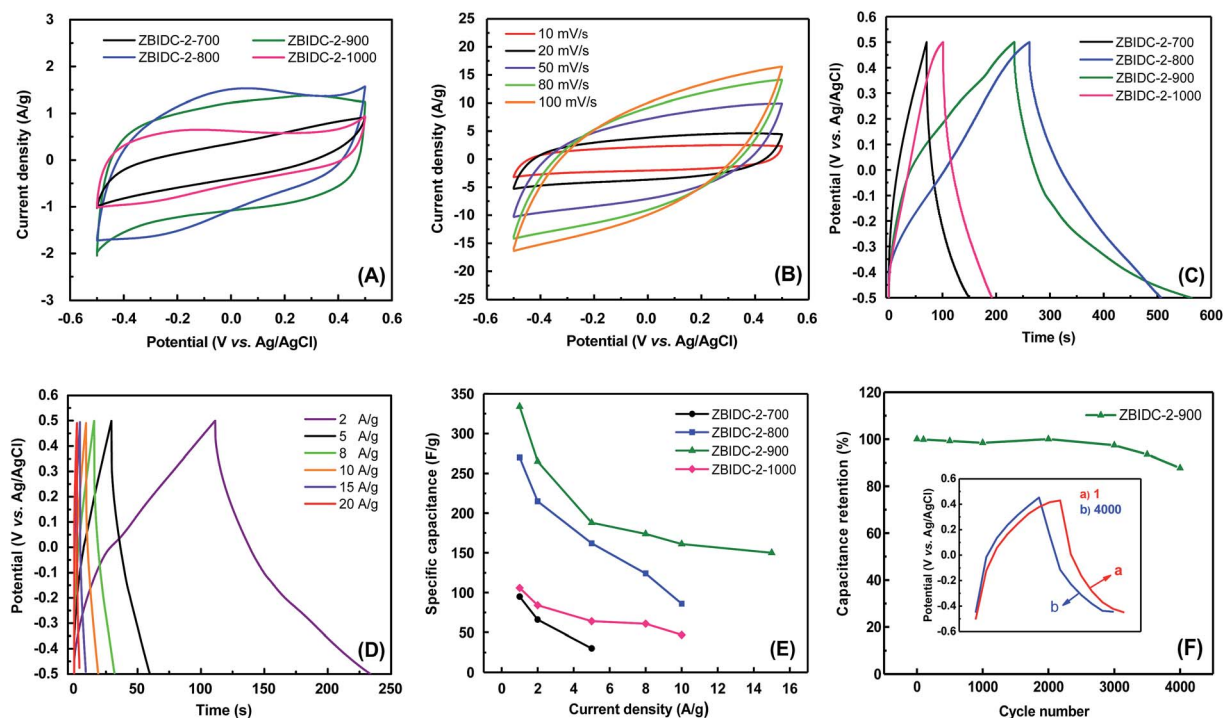 3
2
1
0
-1
-2
-3
Current density (A/g)
ZBIDC-2-700
ZBIDC-2-900
ZBIDC-2-800
ZBIDC-2-1000
(A)
-0.6 -0.4 -0.2 0.0 0.2 0.4 0.6
Potential (V vs. Ag/AgCl)
25
20
15
10
5
0
-5
-10
-15
-20
25
Current density (A/g)
10 mV/s
20 mV/s
50 mV/s
80 mV/s
100 mV/s
(B)
-0.6 -0.4 -0.2 0.0 0.2 0.4 0.6
Potential (V vs. Ag/AgCl)
0.6
0.5
0.4
0.3
0.2
0.1
0.0
-0.1
-0.2
-0.3
-0.4
-0.5
Potential (V vs. Ag/AgCl)
ZBIDC-2-700
ZBIDC-2-800
ZBIDC-2-900
ZBIDC-2-1000
(C)
0 100 200 300 400 500 600
Time (s)
0.6
0.5
0.4
0.3
0.2
0.1
0.0
-0.1
-0.2
-0.3
-0.4
-0.5
Potential (V vs. Ag/AgCl)
2 A/g
5 A/g
8 A/g
10 A/g
15 A/g
20 A/g
(D)
0 50 100 150 200 250
Time (s)
350
300
250
200
150
100
50
0
Specific capacitance (F/g)
ZBIDC-2-700
ZBIDC-2-800
ZBIDC-2-900
ZBIDC-2-1000
(E)
0 2 4 6 8 10 12 14 16
Current density (A/g)
120
100
80
60
40
20
0
Capacitance retention (%)
ZBIDC-2-900
0.6
0.4
0.2
0.0
-0.2
-0.4
-0.6
Potential (V vs. Ag/AgCl)
a) 1
b) 4000
a
b
(F)
0 1000 2000 3000 4000
Cycle number